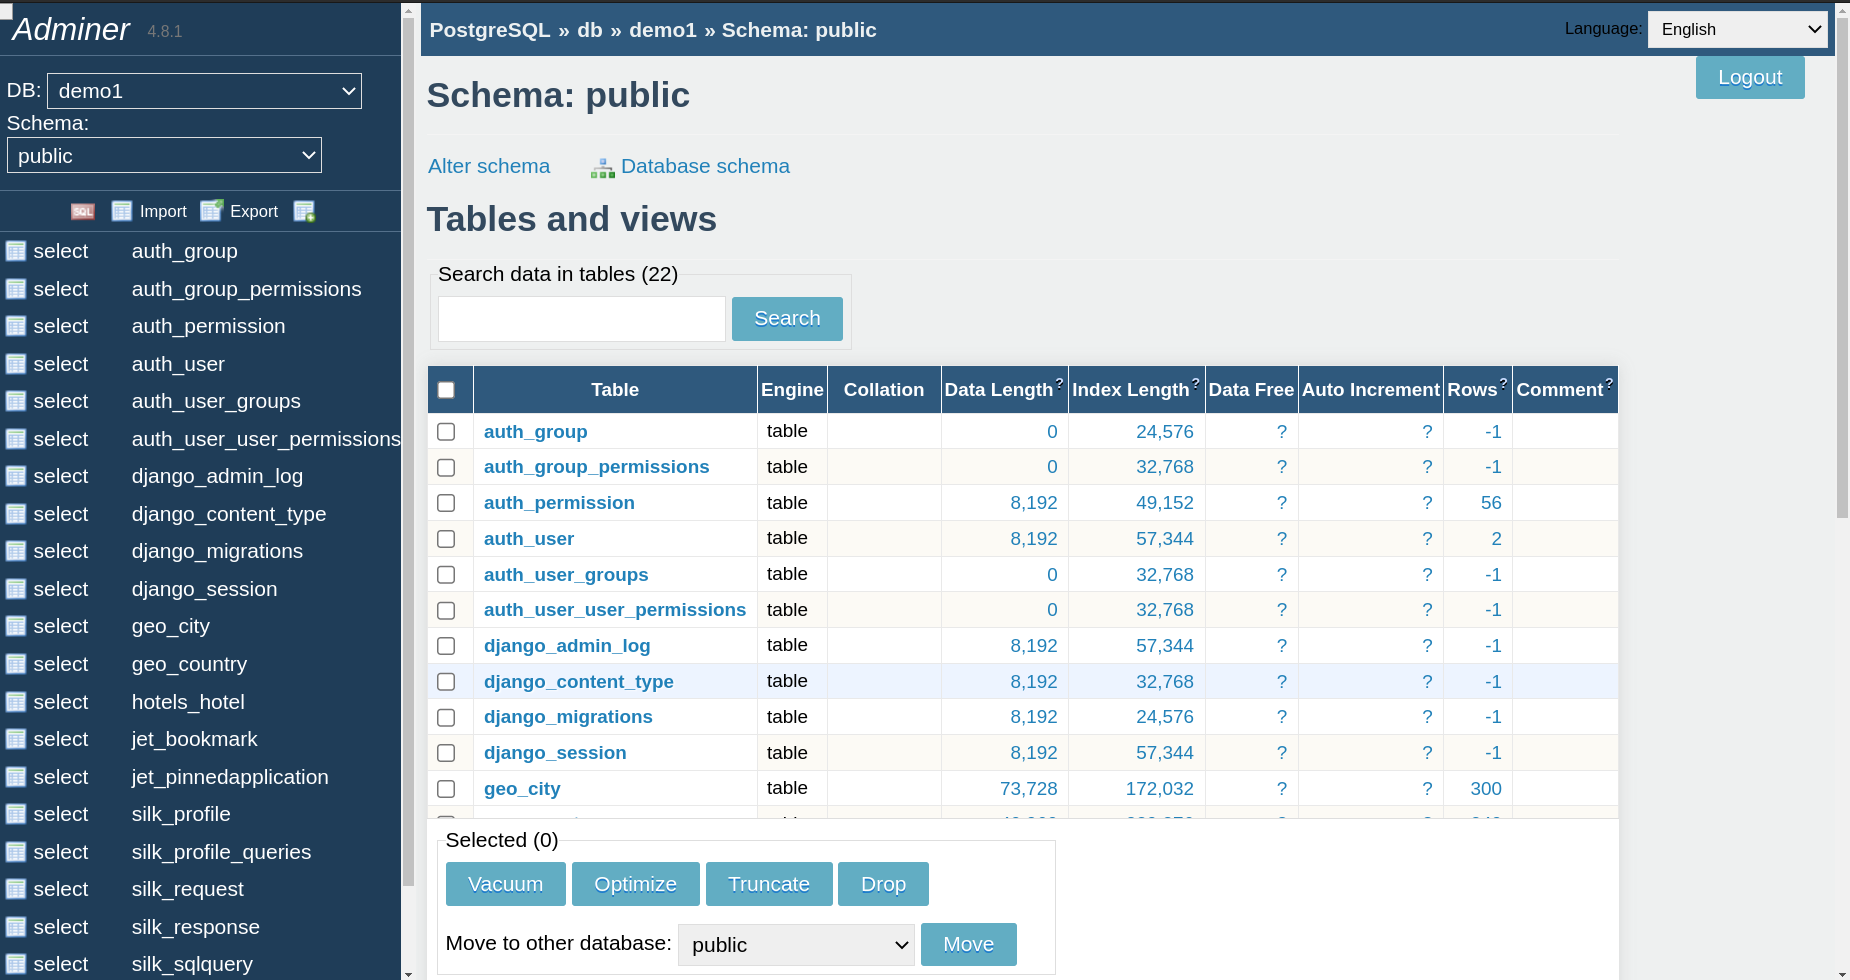 Adminer 4.8.1
DB: demo1
Schema:
public
SQL Import Export
select auth_group
select auth_group_permissions
select auth_permission
select auth_user
select auth_user_groups
select auth_user_user_permissions
select django_admin_log
select django_content_type
select django_migrations
select django_session
select geo_city
select geo_country
select hotels_hotel
select jet_bookmark
select jet_pinnedapplication
select silk_profile
select silk_profile_queries
select silk_request
select silk_response
select silk_sqlquery
PostgreSQL » db » demo1 » Schema: public
Language: English
Logout
Schema: public
Alter schema Database schema
Tables and views
Search data in tables (22)
Search
Table Engine Collation Data Length? Index Length? Data Free Auto Increment Rows? Comment?
auth_group table 0 24,576 ? ? -1
auth_group_permissions table 0 32,768 ? ? -1
auth_permission table 8,192 49,152 ? ? 56
auth_user table 8,192 57,344 ? ? 2
auth_user_groups table 0 32,768 ? ? -1
auth_user_user_permissions table 0 32,768 ? ? -1
django_admin_log table 8,192 57,344 ? ? -1
django_content_type table 8,192 32,768 ? ? -1
django_migrations table 8,192 24,576 ? ? -1
django_session table 8,192 57,344 ? ? -1
geo_city table 73,728 172,032 ? ? 300
Selected (0)
Vacuum Optimize Truncate Drop
Move to other database: public Move